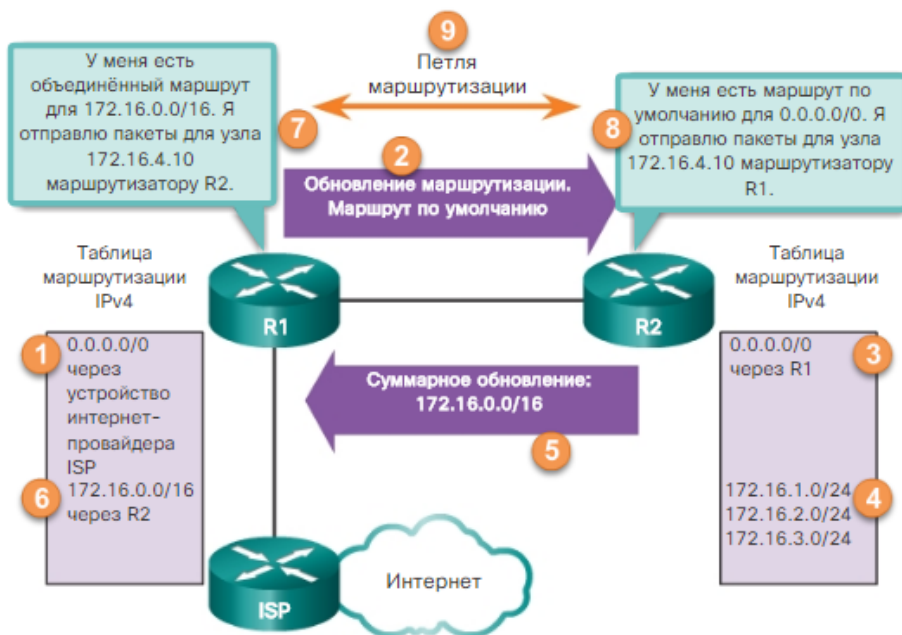 9
Петля
маршрутизации
У меня есть
объединённый маршрут
для 172.16.0.0/16. Я
отправлю пакеты для узла
172.16.4.10
маршрутизатору R2.
7
8
У меня есть маршрут по
умолчанию для 0.0.0.0/0. Я
отправлю пакеты для узла
172.16.4.10 маршрутизатору
R1.
2
Обновление маршрутизации.
Маршрут по умолчанию
Таблица
маршрутизации
IPv4
R1
R2
Таблица
маршрутизации
IPv4
1
0.0.0.0/0
через
устройство
интернет-
провайдера
ISP
6
172.16.0.0/16
через R2
Суммарное обновление:
172.16.0.0/16
5
0.0.0.0/0
через R1
3
172.16.1.0/24
172.16.2.0/24
172.16.3.0/24
4
ISP
Интернет